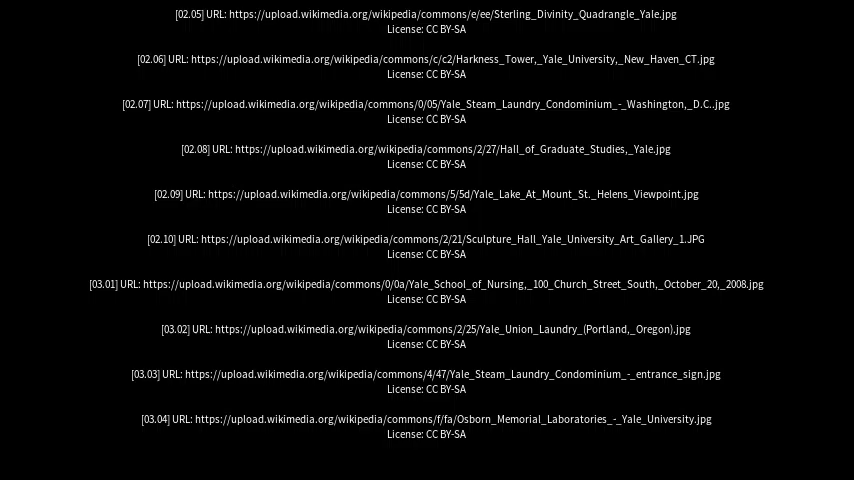 [02.05] URL: https://upload.wikimedia.org/wikipedia/commons/e/ee/Sterling_Divinity_Quadrangle_Yale.jpg
License: CC BY-SA
[02.06] URL: https://upload.wikimedia.org/wikipedia/commons/c/c2/Harkness_Tower,_Yale_University,_New_Haven_CT.jpg
License: CC BY-SA
[02.07] URL: https://upload.wikimedia.org/wikipedia/commons/0/05/Yale_Steam_Laundry_Condominium_-_Washington,_D.C..jpg
License: CC BY-SA
[02.08] URL: https://upload.wikimedia.org/wikipedia/commons/2/27/Hall_of_Graduate_Studies,_Yale.jpg
License: CC BY-SA
[02.09] URL: https://upload.wikimedia.org/wikipedia/commons/5/5d/Yale_Lake_At_Mount_St._Helens_Viewpoint.jpg
License: CC BY-SA
[02.10] URL: https://upload.wikimedia.org/wikipedia/commons/2/21/Sculpture_Hall_Yale_University_Art_Gallery_1.JPG
License: CC BY-SA
[03.01] URL: https://upload.wikimedia.org/wikipedia/commons/0/0a/Yale_School_of_Nursing,_100_Church_Street_South,_October_20,_2008.jpg
License: CC BY-SA
[03.02] URL: https://upload.wikimedia.org/wikipedia/commons/2/25/Yale_Union_Laundry_(Portland,_Oregon).jpg
License: CC BY-SA
[03.03] URL: https://upload.wikimedia.org/wikipedia/commons/4/47/Yale_Steam_Laundry_Condominium_-_entrance_sign.jpg
License: CC BY-SA
[03.04] URL: https://upload.wikimedia.org/wikipedia/commons/f/fa/Osborn_Memorial_Laboratories_-_Yale_University.jpg
License: CC BY-SA